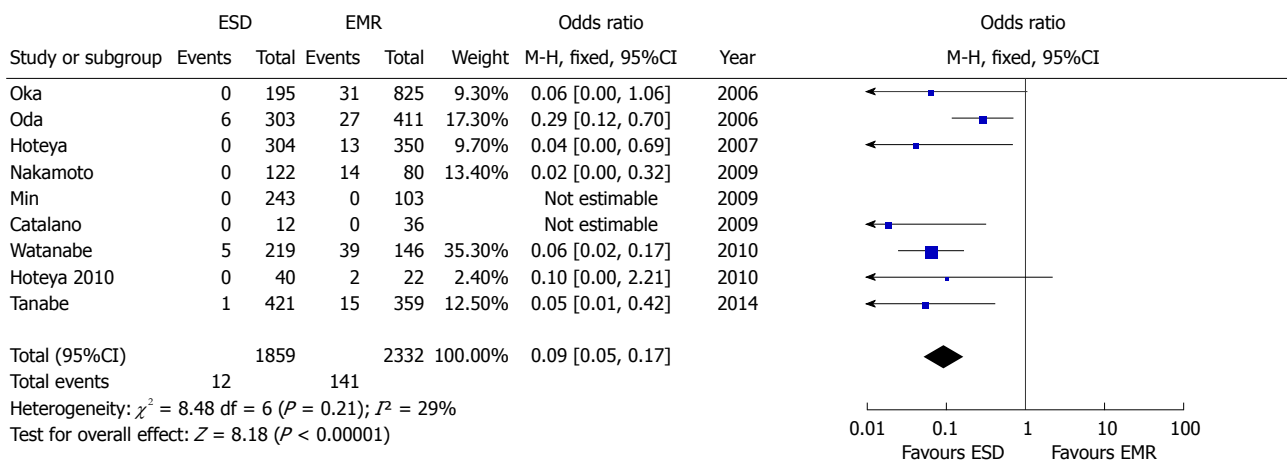 ESD EMR Odds ratio Odds ratio
Study or subgroup Events Total Events Total Weight M-H, fixed, 95%CI Year M-H, fixed, 95%CI
Oka 0 195 31 825 9.30% 0.06 [0.00, 1.06] 2006
Oda 6 303 27 411 17.30% 0.29 [0.12, 0.70] 2006
Hoteya 0 304 13 350 9.70% 0.04 [0.00, 0.69] 2007
Nakamoto 0 122 14 80 13.40% 0.02 [0.00, 0.32] 2009
Min 0 243 0 103 Not estimable 2009
Catalano 0 12 0 36 Not estimable 2009
Watanabe 5 219 39 146 35.30% 0.06 [0.02, 0.17] 2010
Hoteya 2010 0 40 2 22 2.40% 0.10 [0.00, 2.21] 2010
Tanabe 1 421 15 359 12.50% 0.05 [0.01, 0.42] 2014
Total (95%CI) 1859 2332 100.00% 0.09 [0.05, 0.17]
Total events 12 141
Heterogeneity: χ² = 8.48 df = 6 (P = 0.21); I² = 29%
Test for overall effect: Z = 8.18 (P < 0.00001)
0.01 0.1 1 10 100
Favours ESD Favours EMR